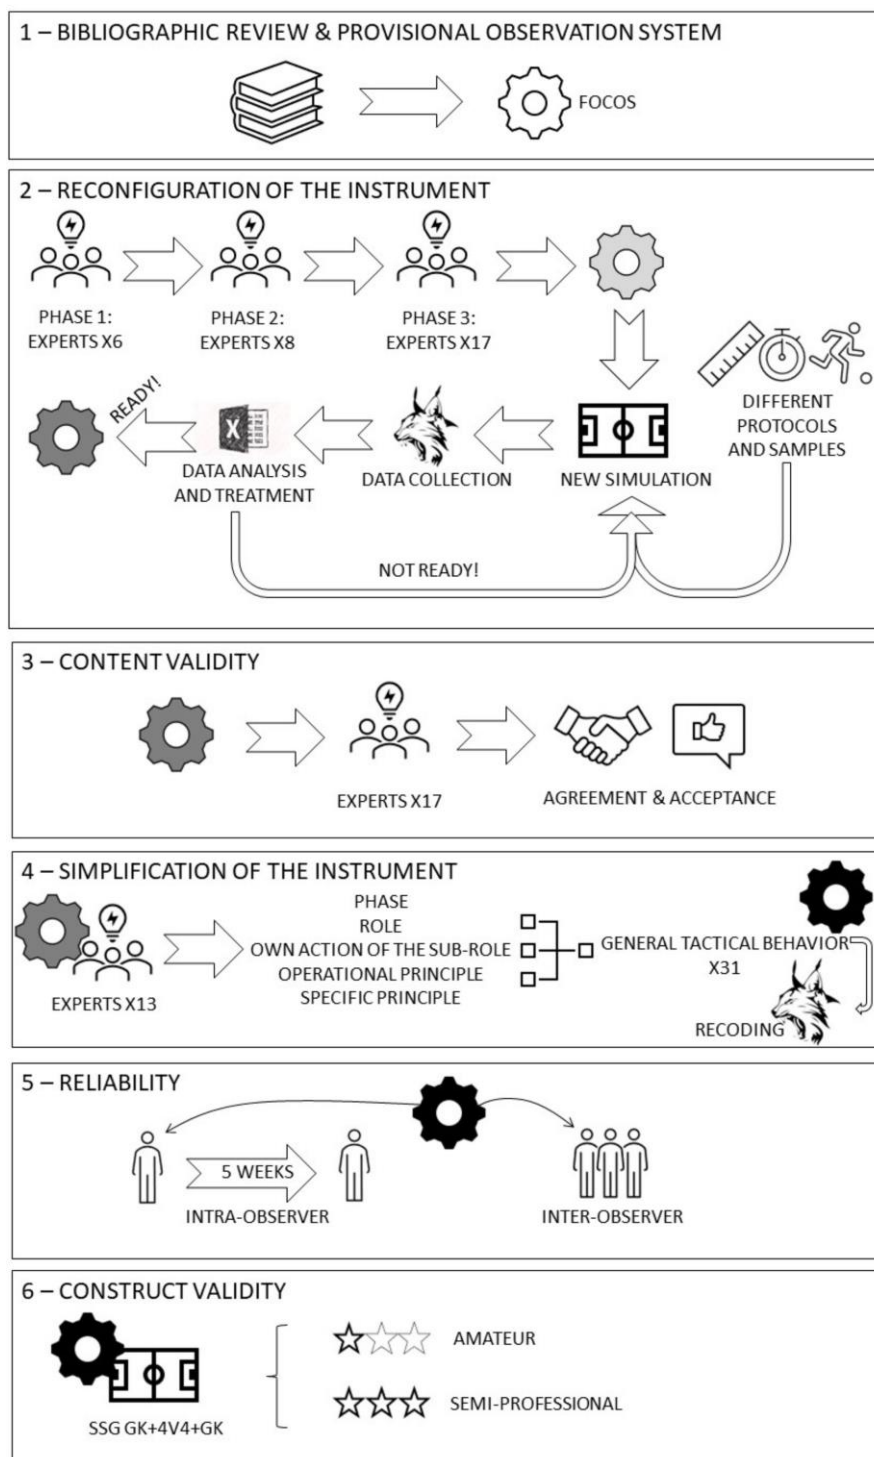 1 – BIBLIOGRAPHIC REVIEW & PROVISIONAL OBSERVATION SYSTEM
FOCOS
2 – RECONFIGURATION OF THE INSTRUMENT
PHASE 1:
EXPERTS X6
PHASE 2:
EXPERTS X8
PHASE 3:
EXPERTS X17
DIFFERENT
PROTOCOLS
AND SAMPLES
READY!
X
DATA ANALYSIS
AND TREATMENT
DATA COLLECTION
NEW SIMULATION
NOT READY!
3 – CONTENT VALIDITY
EXPERTS X17
AGREEMENT & ACCEPTANCE
4 – SIMPLIFICATION OF THE INSTRUMENT
EXPERTS X13
PHASE
ROLE
OWN ACTION OF THE SUB-ROLE
OPERATIONAL PRINCIPLE
SPECIFIC PRINCIPLE
GENERAL TACTICAL BEHAVIOR
X31
RECODING
5 – RELIABILITY
5 WEEKS
INTRA-OBSERVER
INTER-OBSERVER
6 – CONSTRUCT VALIDITY
SSG GK+4V4+GK
AMATEUR
SEMI-PROFESSIONAL